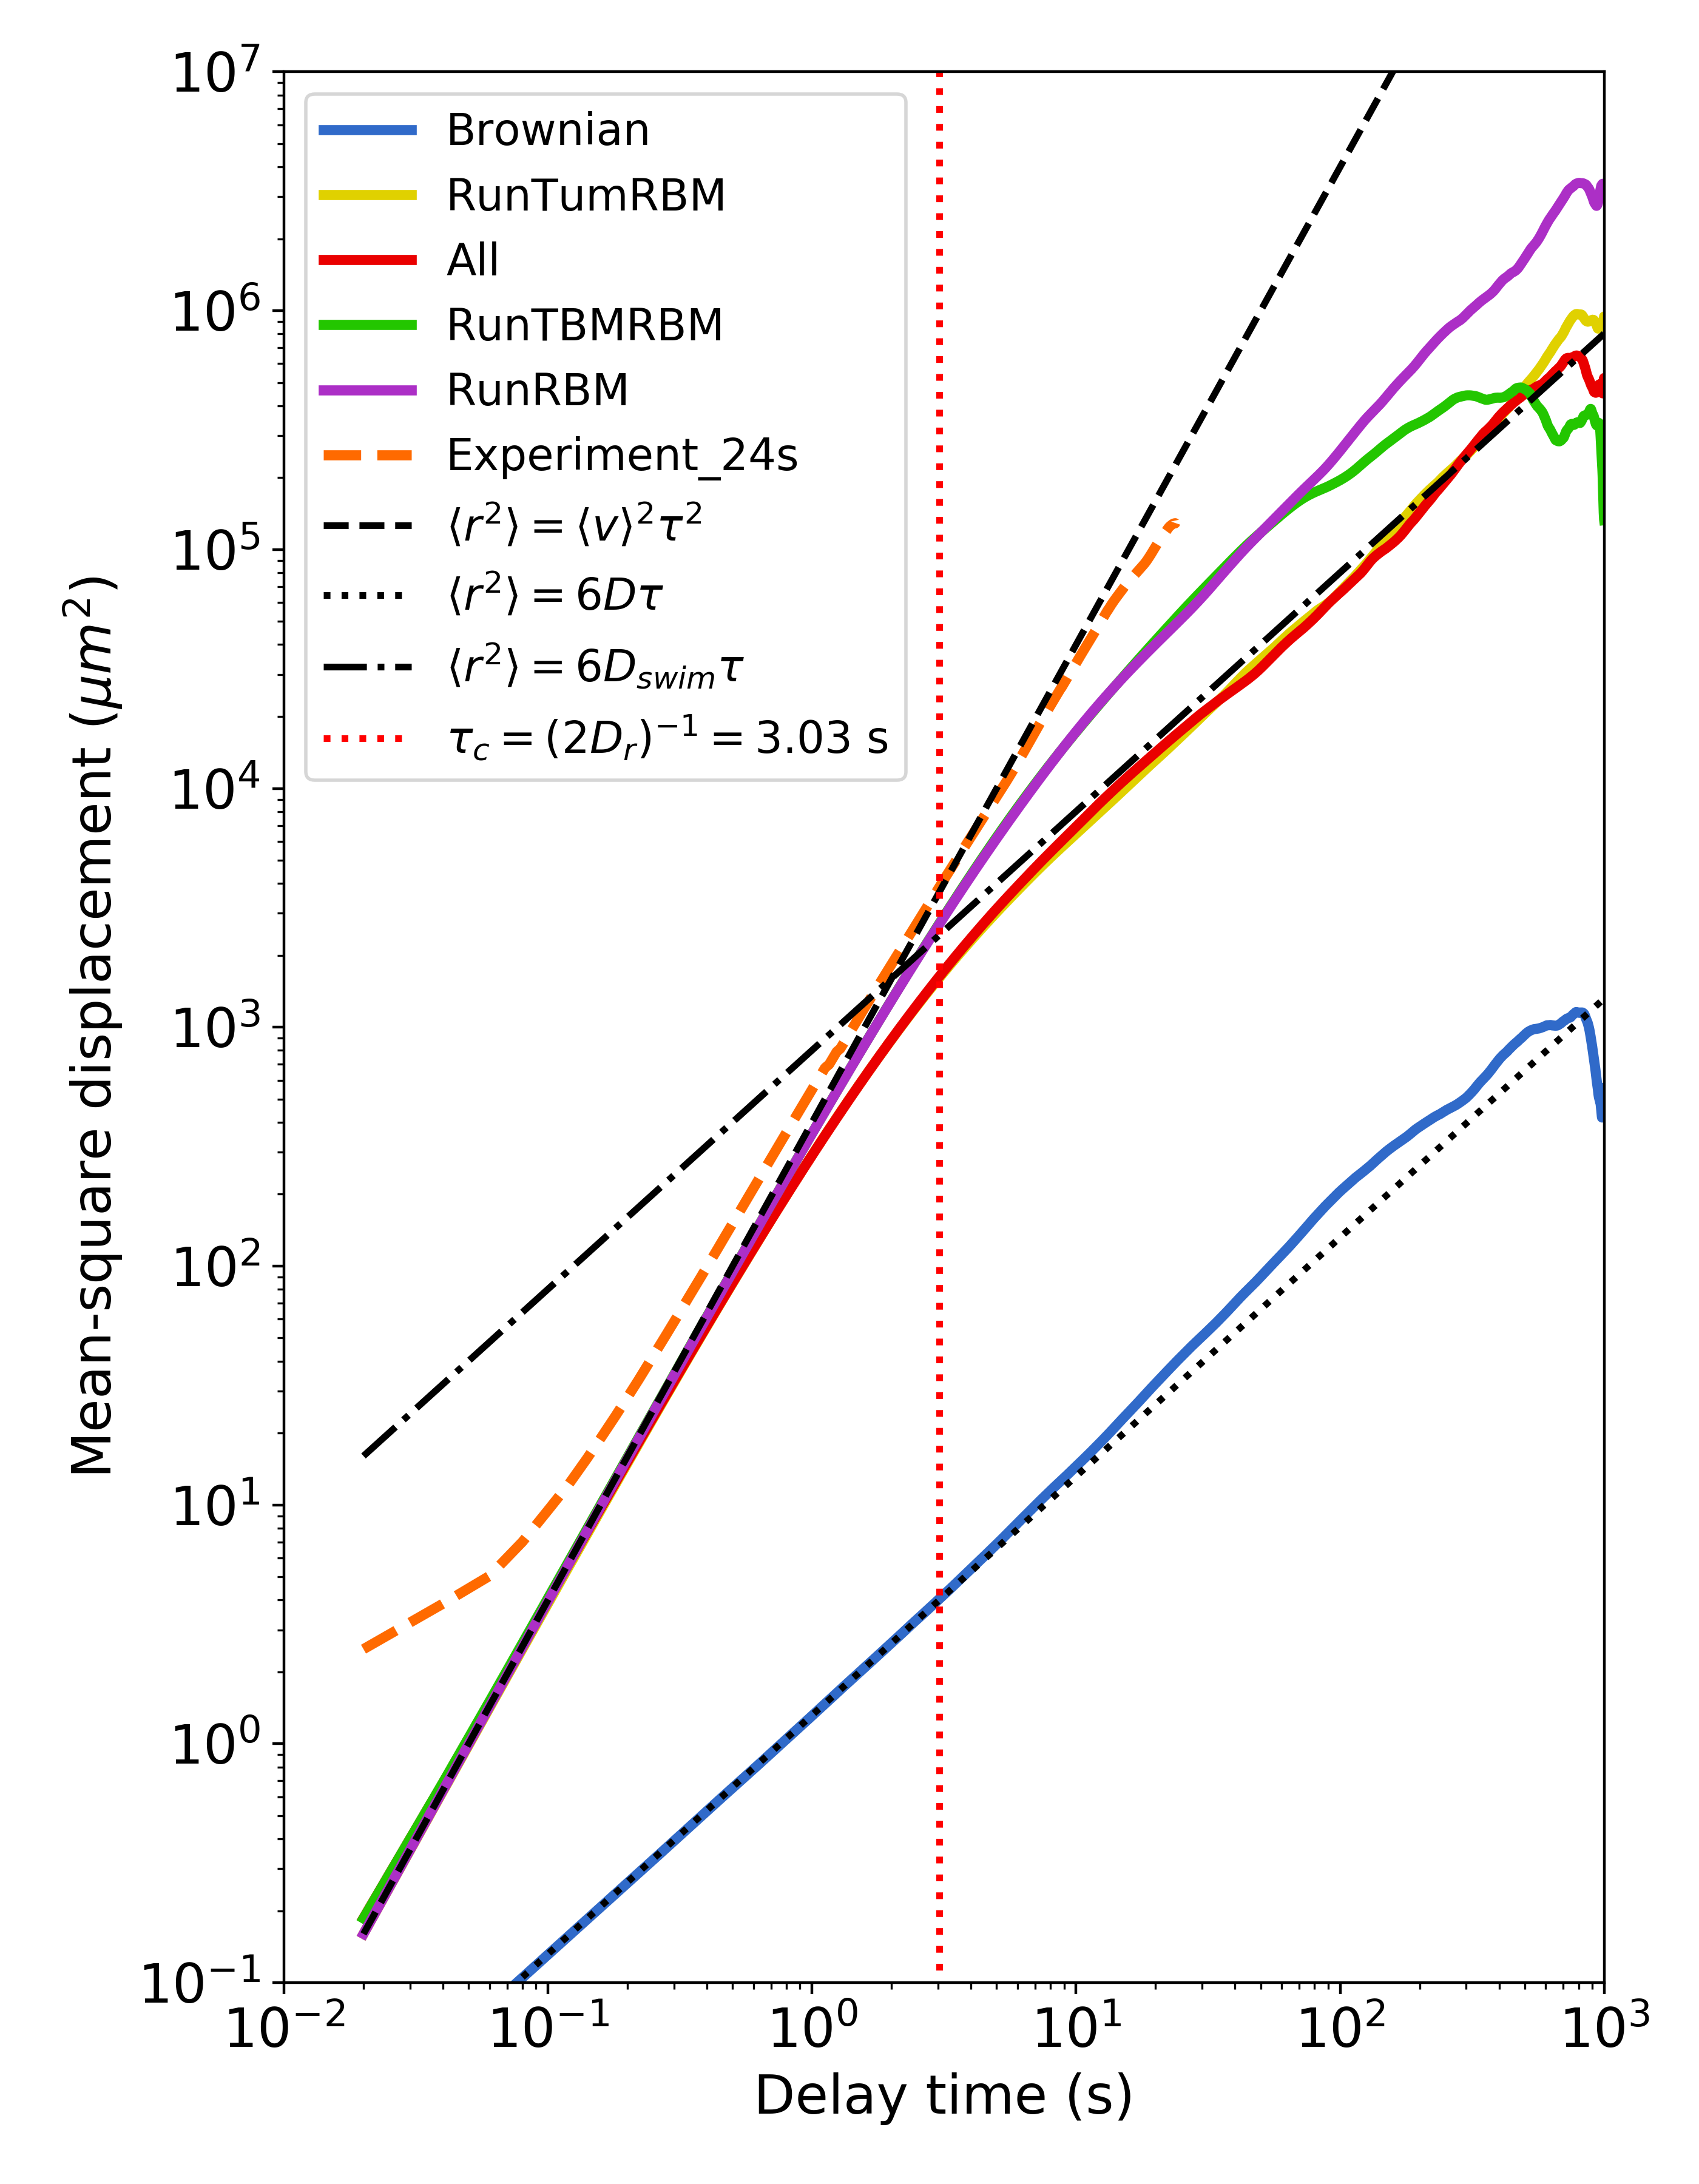 Mean-square displacement (μm²)
10⁷
10⁶
10⁵
10⁴
10³
10²
10¹
10⁰
10⁻¹
Brownian
RunTumRBM
All
RunTBMRBM
RunRBM
Experiment_24s
⟨r²⟩ = ⟨v⟩²τ²
⟨r²⟩ = 6Dτ
⟨r²⟩ = 6D_swimτ
τ_c = (2D_r)⁻¹ = 3.03 s
10⁻² 10⁻¹ 10⁰ 10¹ 10² 10³
Delay time (s)